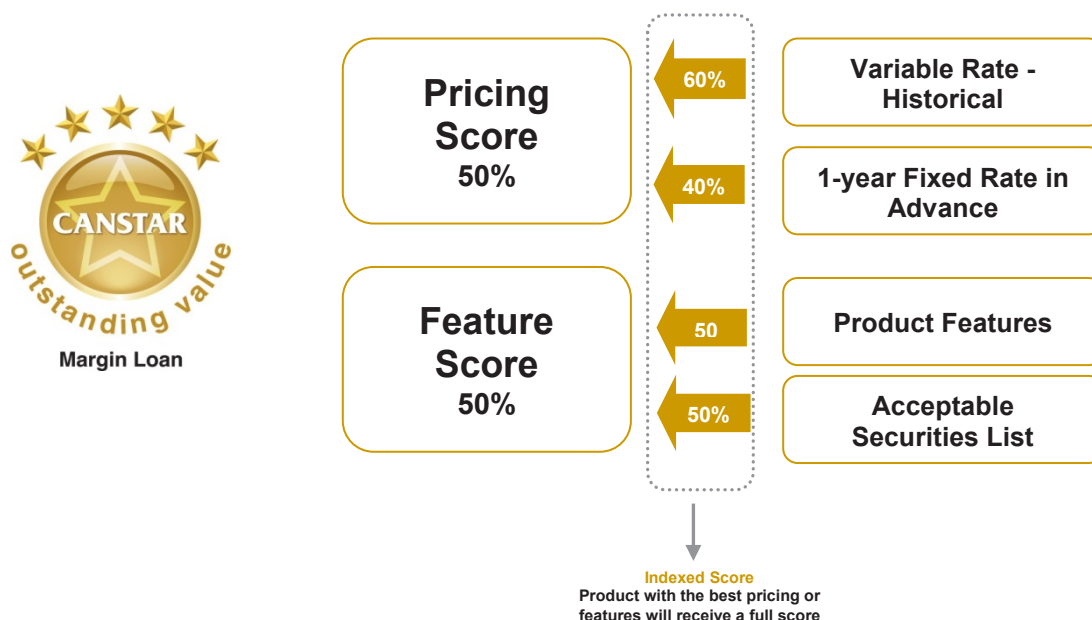 CANSTAR
outstanding value
Margin Loan
Pricing
Score
50%
60%
Variable Rate -
Historical
40%
1-year Fixed Rate in
Advance
Feature
Score
50%
50
Product Features
50%
Acceptable
Securities List
Indexed Score
Product with the best pricing or
features will receive a full score